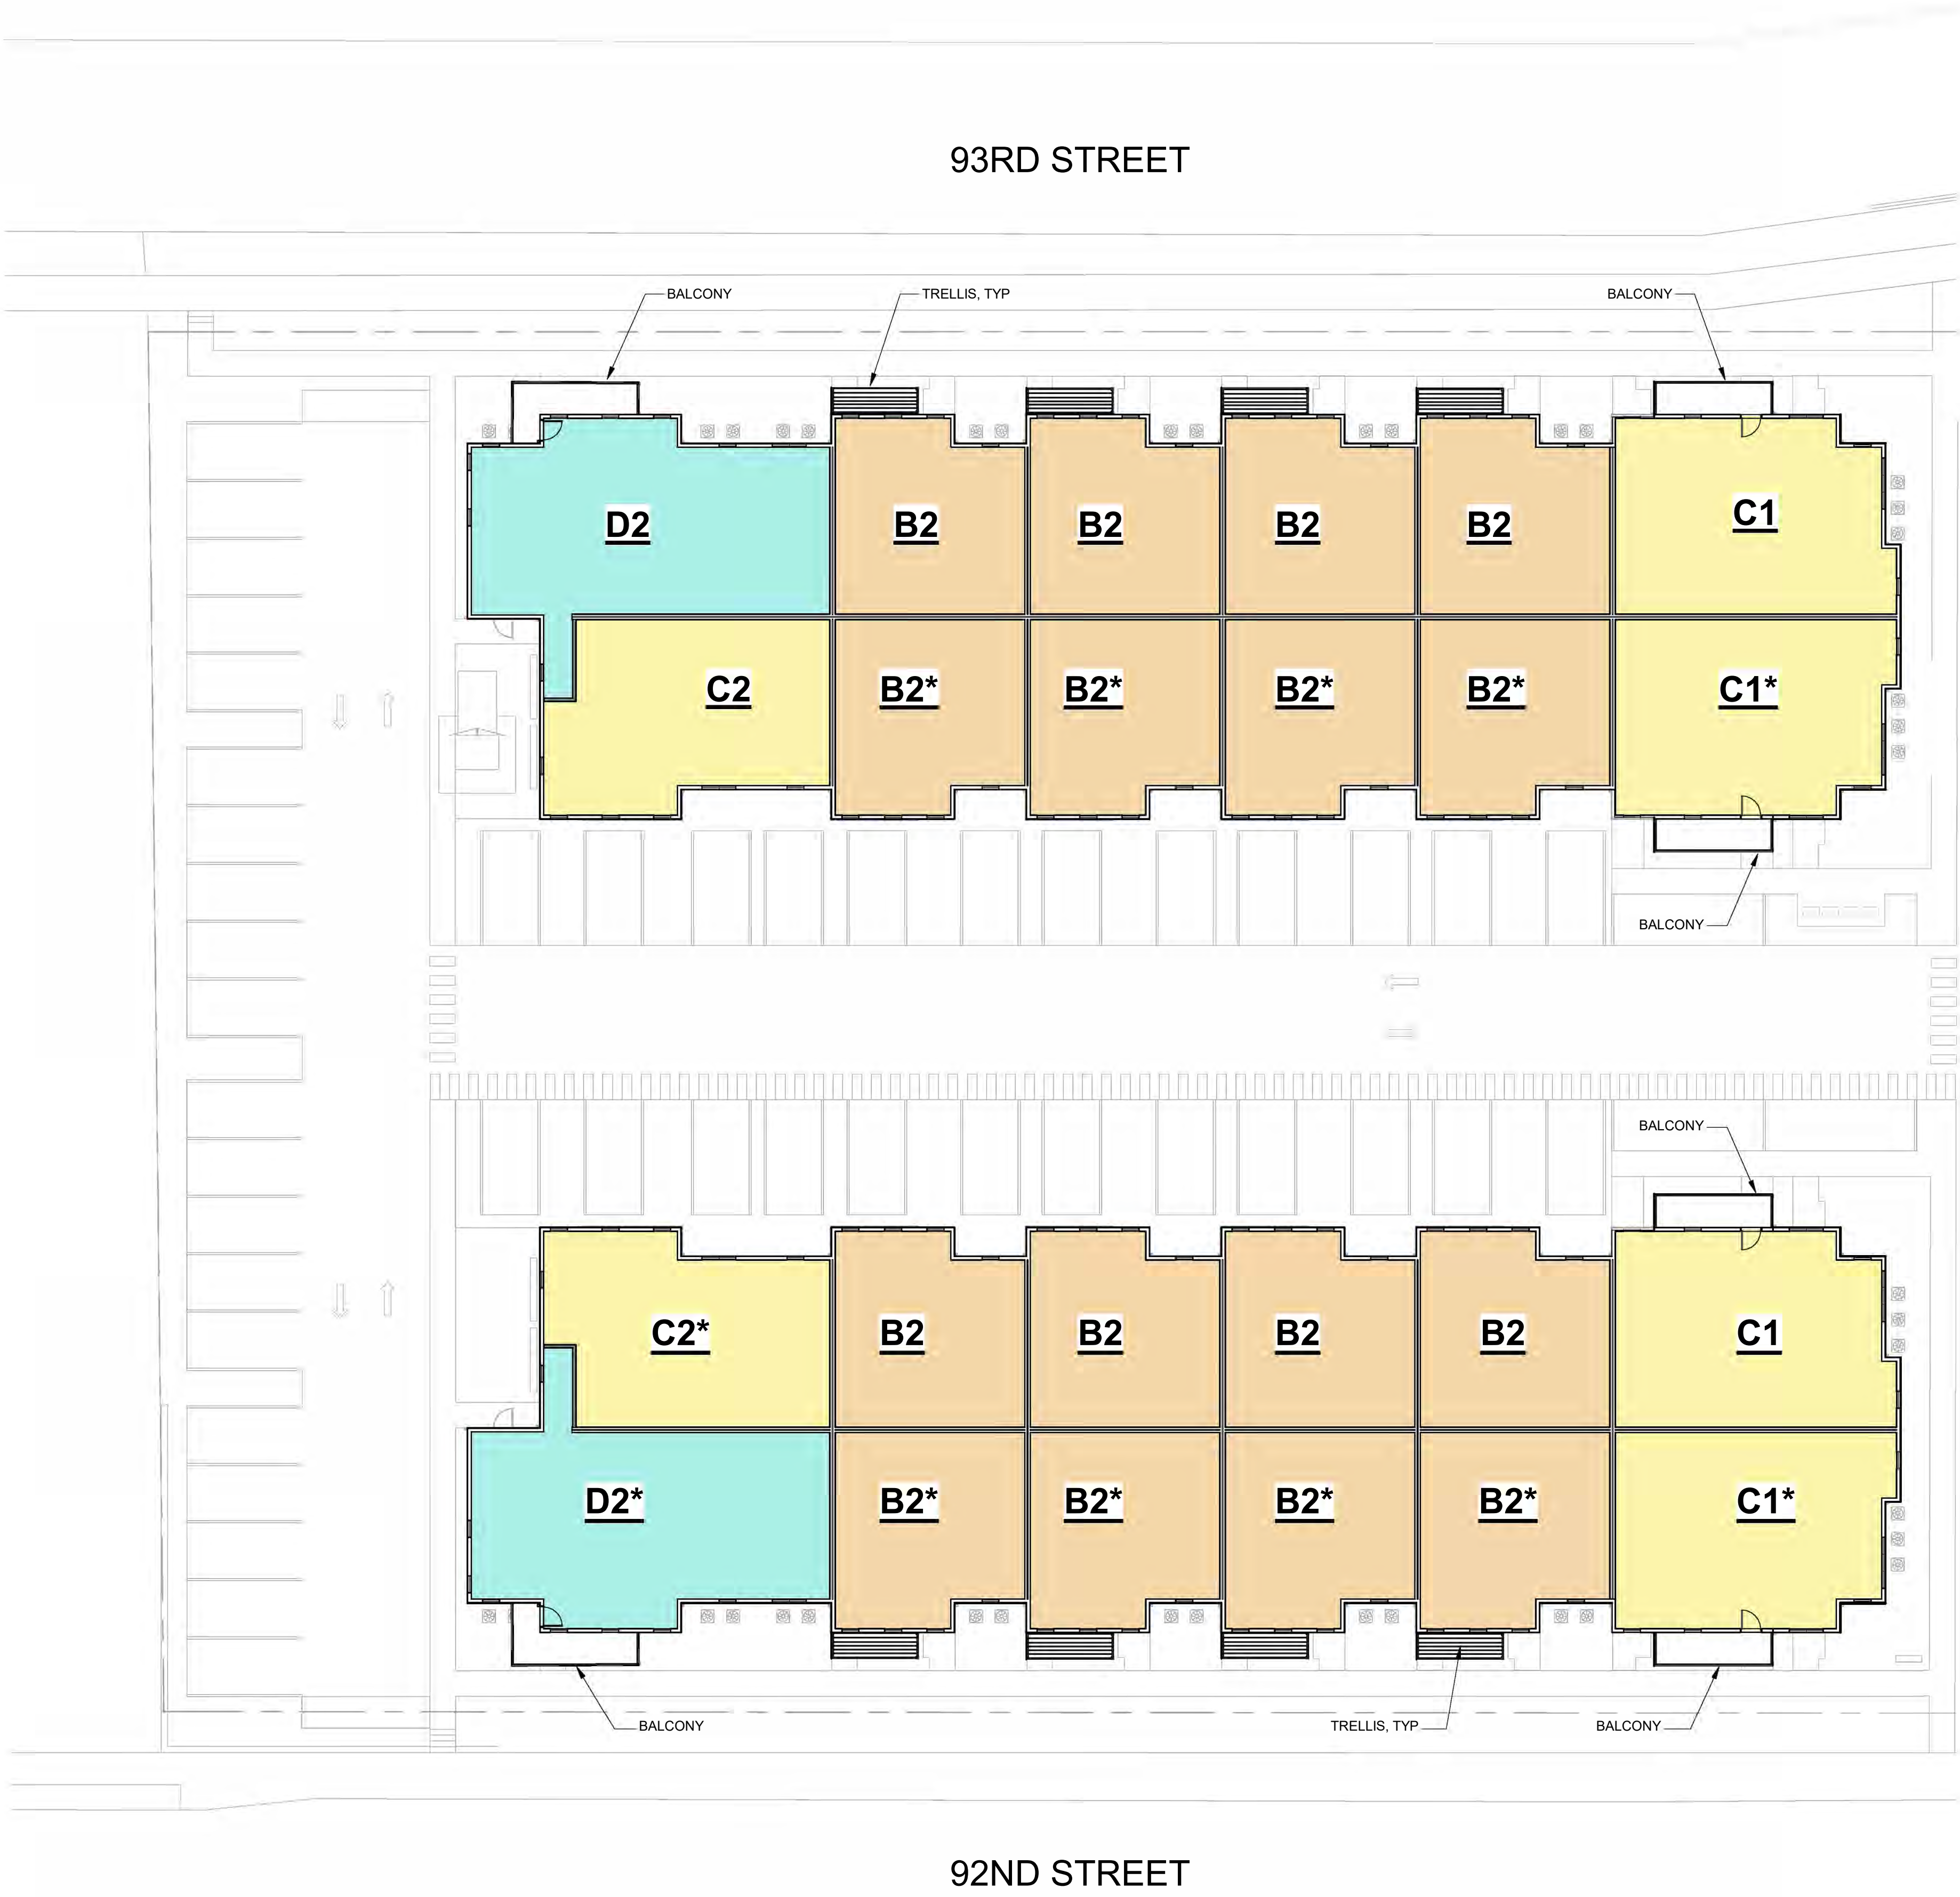 93RD STREET
BALCONY
TRELLIS, TYP
BALCONY
D2
B2
B2
B2
B2
C1
C2
B2*
B2*
B2*
B2*
C1*
BALCONY
BALCONY
C2*
B2
B2
B2
B2
C1
D2*
B2*
B2*
B2*
B2*
C1*
BALCONY
TRELLIS, TYP
BALCONY
92ND STREET